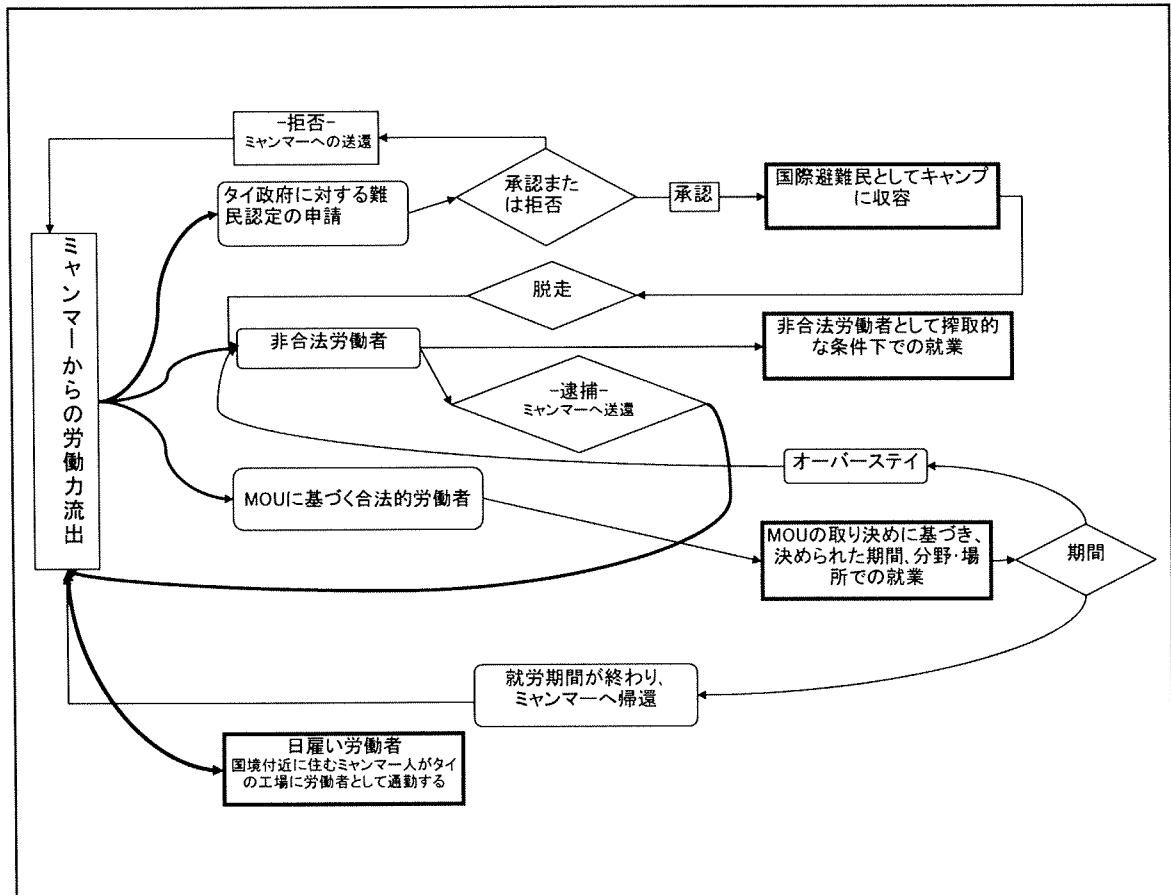 -拒否-
ミャンマーへの送還
タイ政府に対する難
民認定の申請
承認また
は拒否
承認
国際避難民としてキャンプ
に収容
ミャンマーからの労働力流出
脱走
非合法労働者
非合法労働者として搾取的
な条件下での就業
-逮捕-
ミャンマーへ送還
オーバーステイ
MOUに基づく合法的労働者
MOUの取り決めに基づき、
決められた期間、分野・場
所での就業
期間
就労期間が終わり、
ミャンマーへ帰還
日雇い労働者
国境付近に住むミャンマー人がタイ
の工場に労働者として通勤する